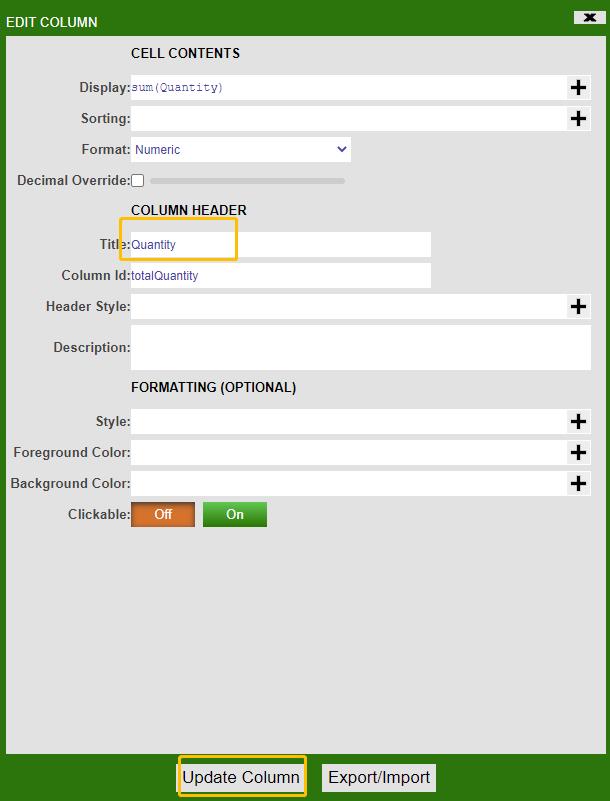 EDIT COLUMN
CELL CONTENTS
Display: sum(Quantity)
Sorting:
Format: Numeric
Decimal Override:
COLUMN HEADER
Title: Quantity
Column Id: totalQuantity
Header Style:
Description:
FORMATTING (OPTIONAL)
Style:
Foreground Color:
Background Color:
Clickable: Off On
Update Column Export/Import